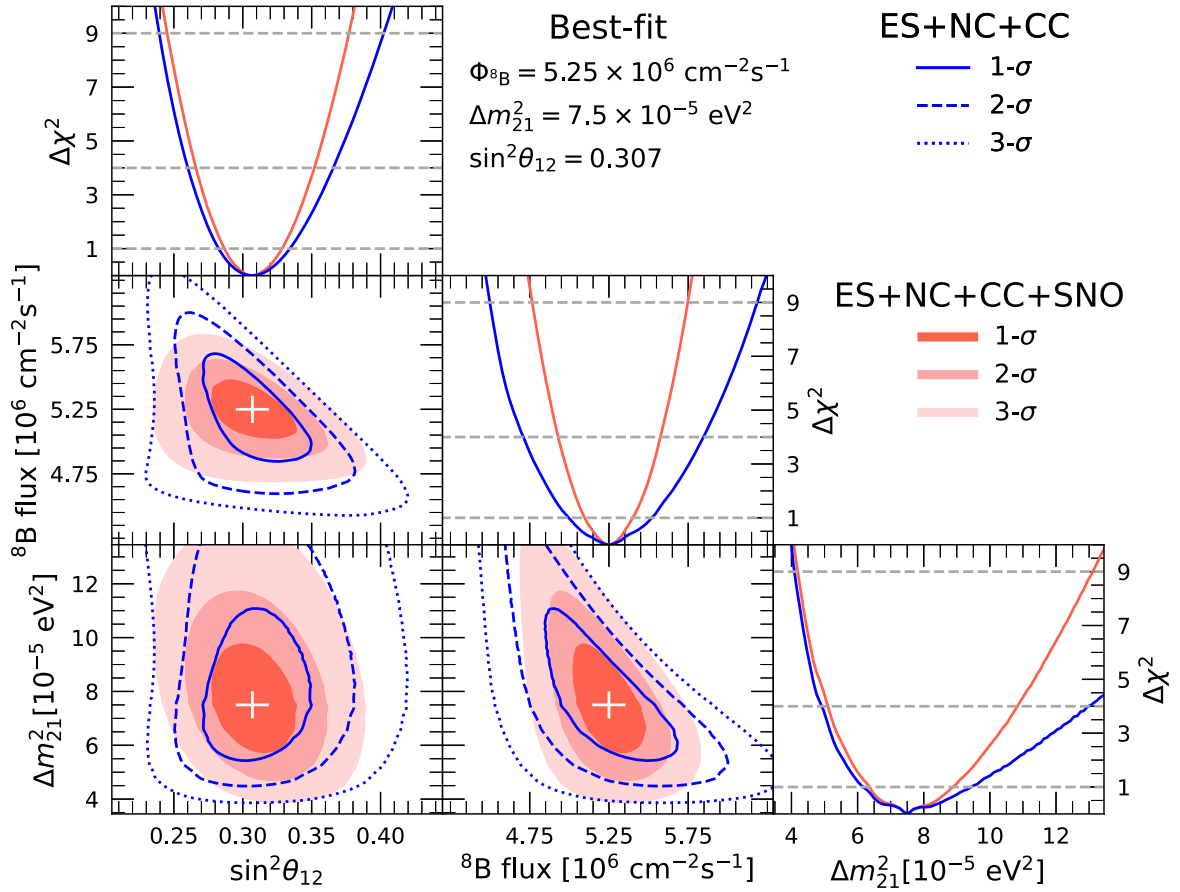 Best-fit
Φ⁸B = 5.25 × 10⁶ cm⁻²s⁻¹
Δm²₂₁ = 7.5 × 10⁻⁵ eV²
sin²θ₁₂ = 0.307
ES+NC+CC
1-σ
2-σ
3-σ
Δχ²
9
7
5
3
1
ES+NC+CC+SNO
1-σ
2-σ
3-σ
⁸B flux [10⁶ cm⁻²s⁻¹]
5.75
5.25
4.75
9
7
5
3
1
Δχ²
Δm²₂₁[10⁻⁵ eV²]
12
10
8
6
4
9
7
5
3
1
Δχ²
0.25 0.30 0.35 0.40
sin²θ₁₂
4.75 5.25 5.75
⁸B flux [10⁶ cm⁻²s⁻¹]
4 6 8 10 12
Δm²₂₁[10⁻⁵ eV²]